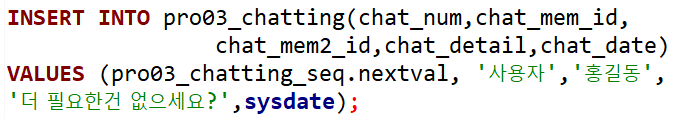 INSERT INTO pro03_chatting(chat_num,chat_mem_id,
chat_mem2_id,chat_detail,chat_date)
VALUES (pro03_chatting_seq.nextval, '사용자','홍길동',
'더 필요한건 없으세요?',sysdate);